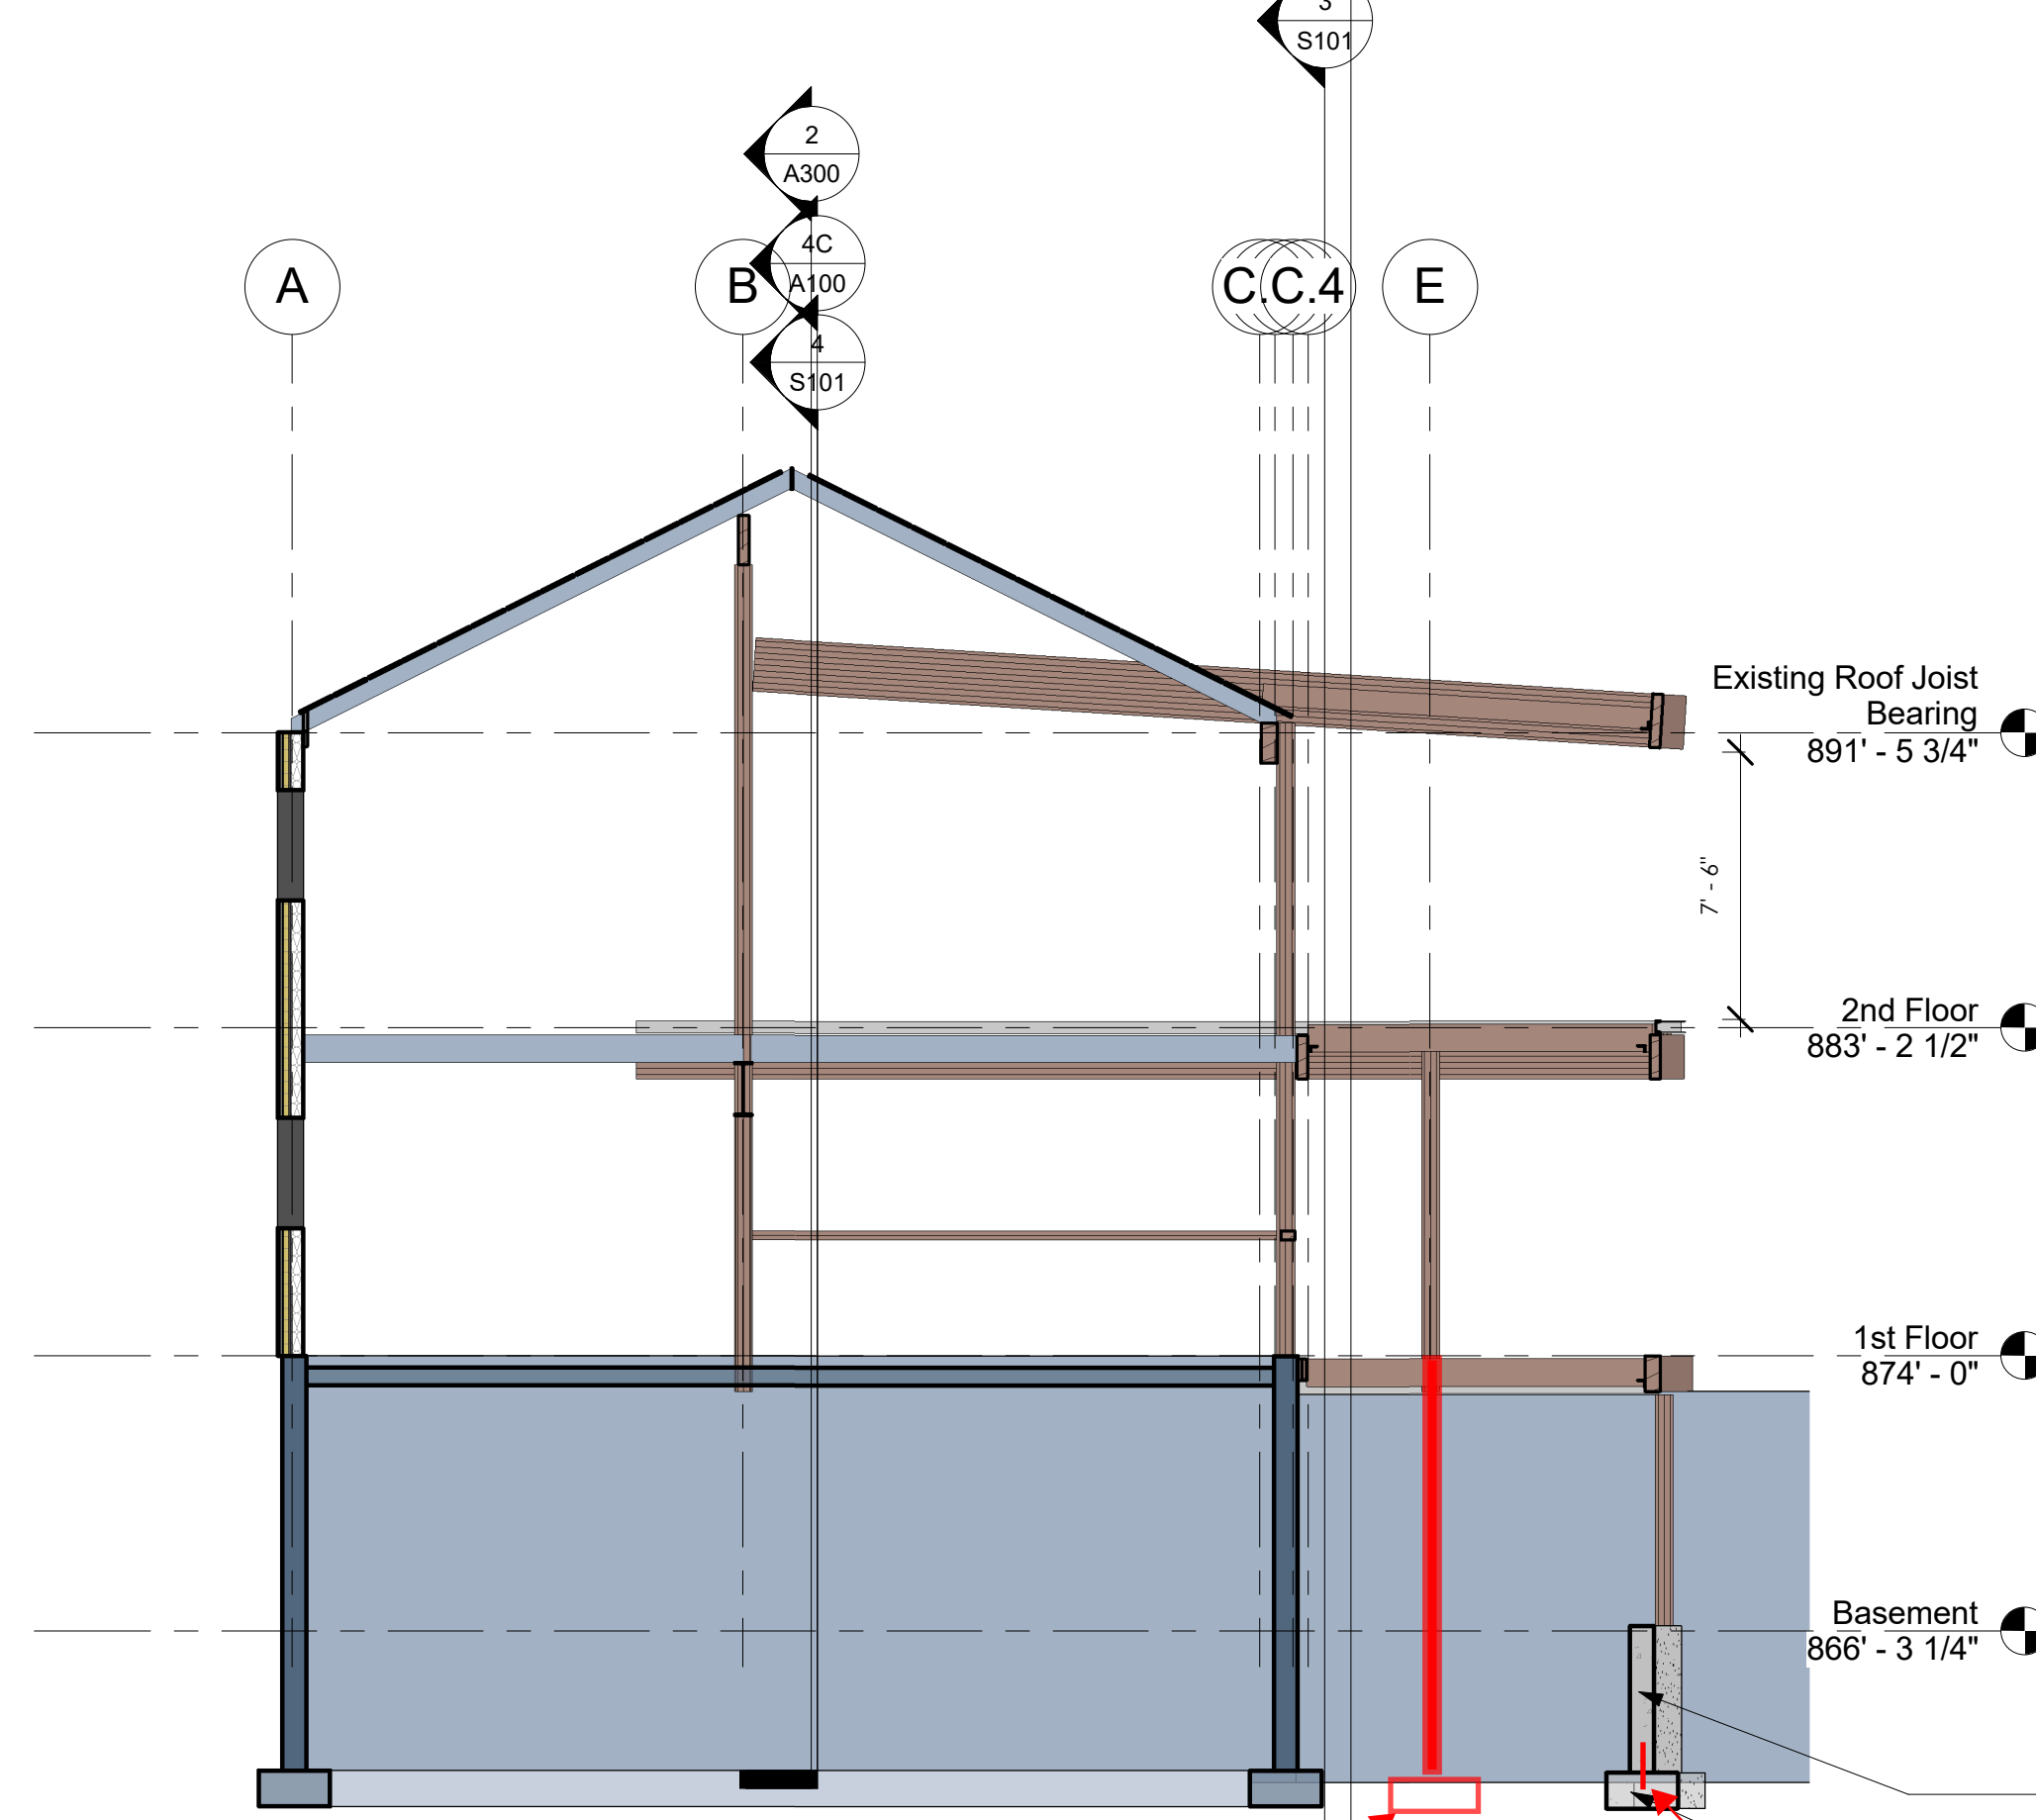 3
S101
2
A300
4C
A100
4
S101
A
B
C.
C.4
E
Existing Roof Joist
Bearing
891' - 5 3/4"
7' - 6"
2nd Floor
883' - 2 1/2"
1st Floor
874' - 0"
Basement
866' - 3 1/4"